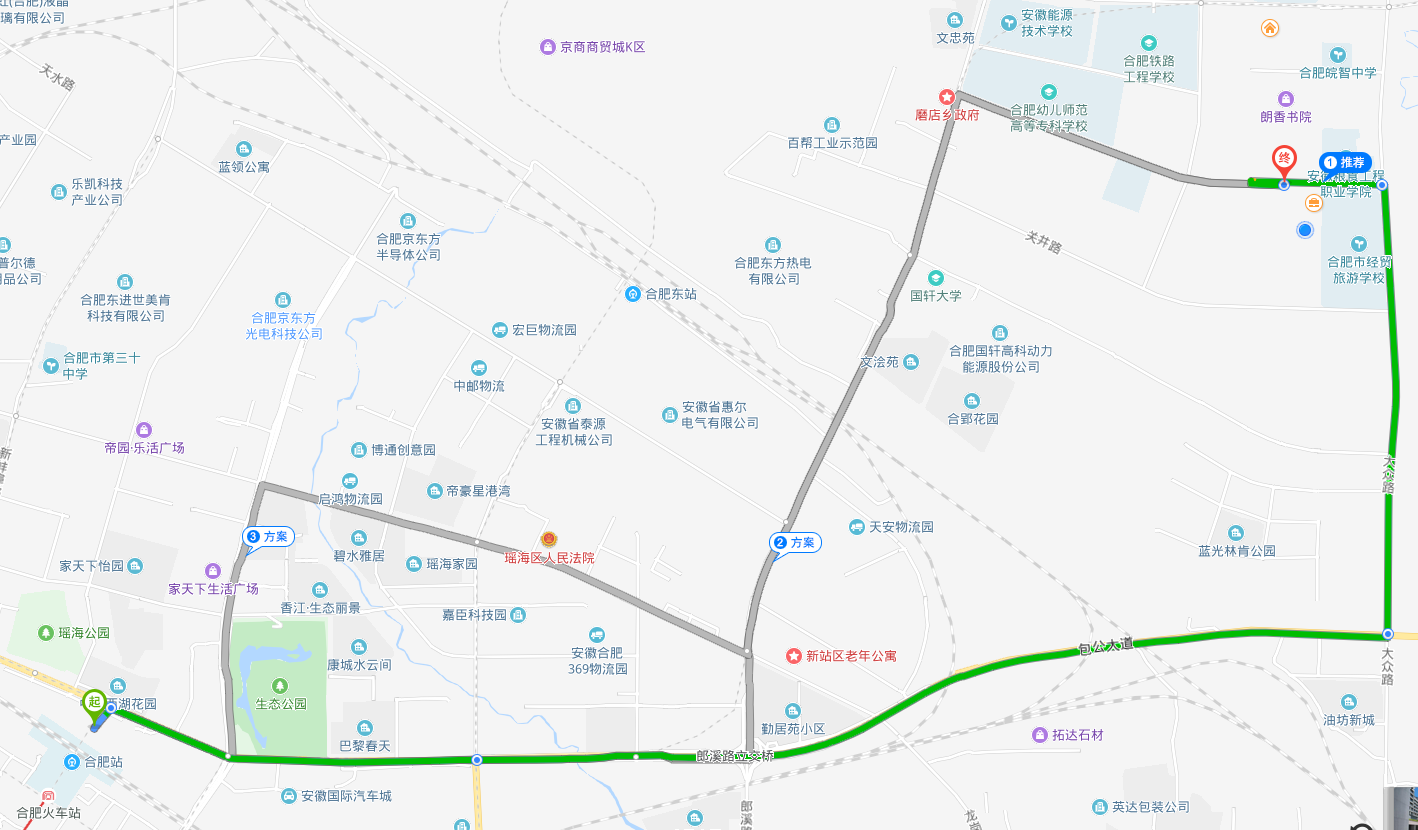 璃有限公司
天水路
京商商贸城K区
文忠苑
安徽能源
技术学校
合肥铁路
工程学校
合肥皖智中学
朗香书院
磨店乡政府
合肥幼儿师范
高等专科学校
产业园
蓝领公寓
百帮工业示范园
终
1 推荐
职业学院
乐凯科技
产业公司
合肥京东方
半导体公司
关井路
普尔德
用品公司
合肥东方热电
有限公司
合肥市经贸
旅游学校
合肥东进世美肯
科技有限公司
合肥东站
国轩大学
合肥京东方
光电科技公司
宏巨物流园
合肥市第三十
中学
中邮物流
文浍苑
合肥国轩高科动力
能源股份公司
安徽省泰源
工程机械公司
安徽省惠尔
电气有限公司
合郢花园
帝园·乐活广场
博通创意园
大众路
启鸿物流园
帝豪星港湾
3 方案
碧水雅居
瑶海区人民法院
2 方案
天安物流园
蓝光林肯公园
家天下怡园
瑶海家园
家天下生活广场
香江·生态丽景
嘉臣科技园
瑶海公园
康城水云间
安徽合肥
369物流园
新站区老年公寓
包公大道
大众路
起
西湖花园
生态公园
勤居苑小区
油坊新城
巴黎春天
拓达石材
合肥站
郎溪路立交桥
安徽国际汽车城
合肥火车站
郎溪路
英达包装公司